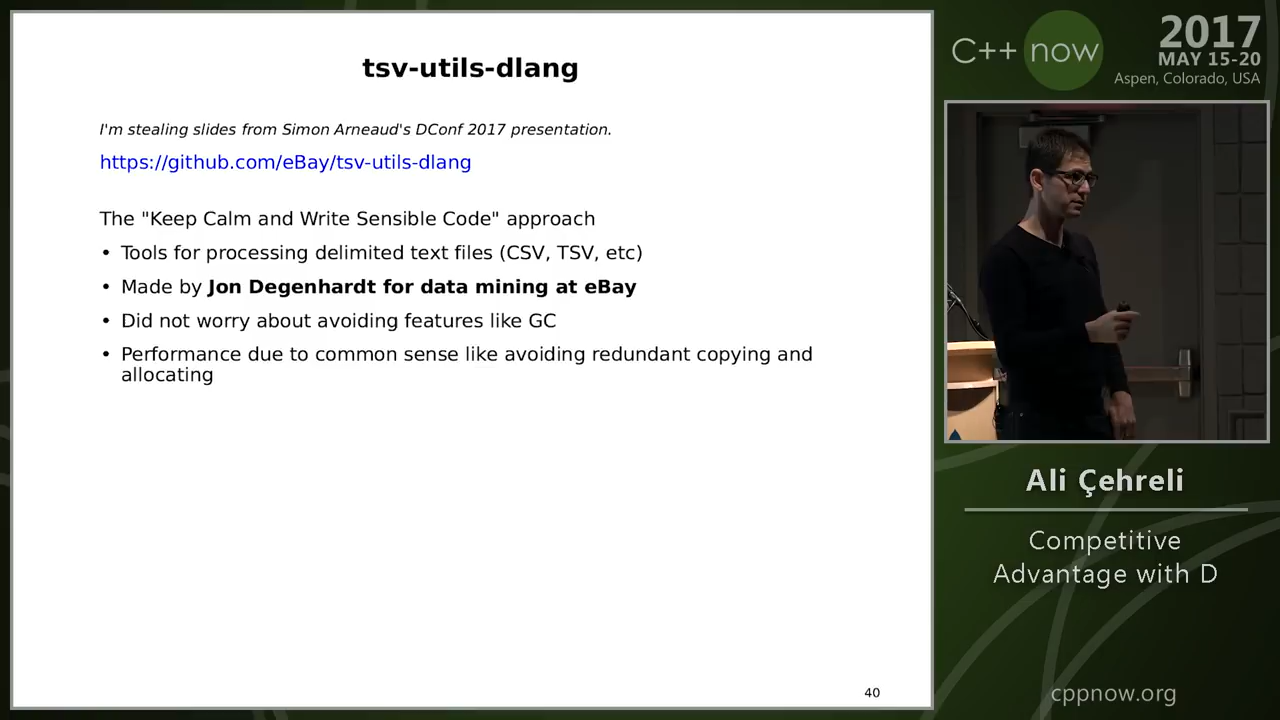 tsv-utils-dlang
I'm stealing slides from Simon Arneaud's DConf 2017 presentation.
https://github.com/eBay/tsv-utils-dlang
The "Keep Calm and Write Sensible Code" approach
• Tools for processing delimited text files (CSV, TSV, etc)
• Made by Jon Degenhardt for data mining at eBay
• Did not worry about avoiding features like GC
• Performance due to common sense like avoiding redundant copying and
allocating
40
C++ now
2017
MAY 15-20
Aspen, Colorado, USA
Ali Çehreli
Competitive
Advantage with D
cppnow.org